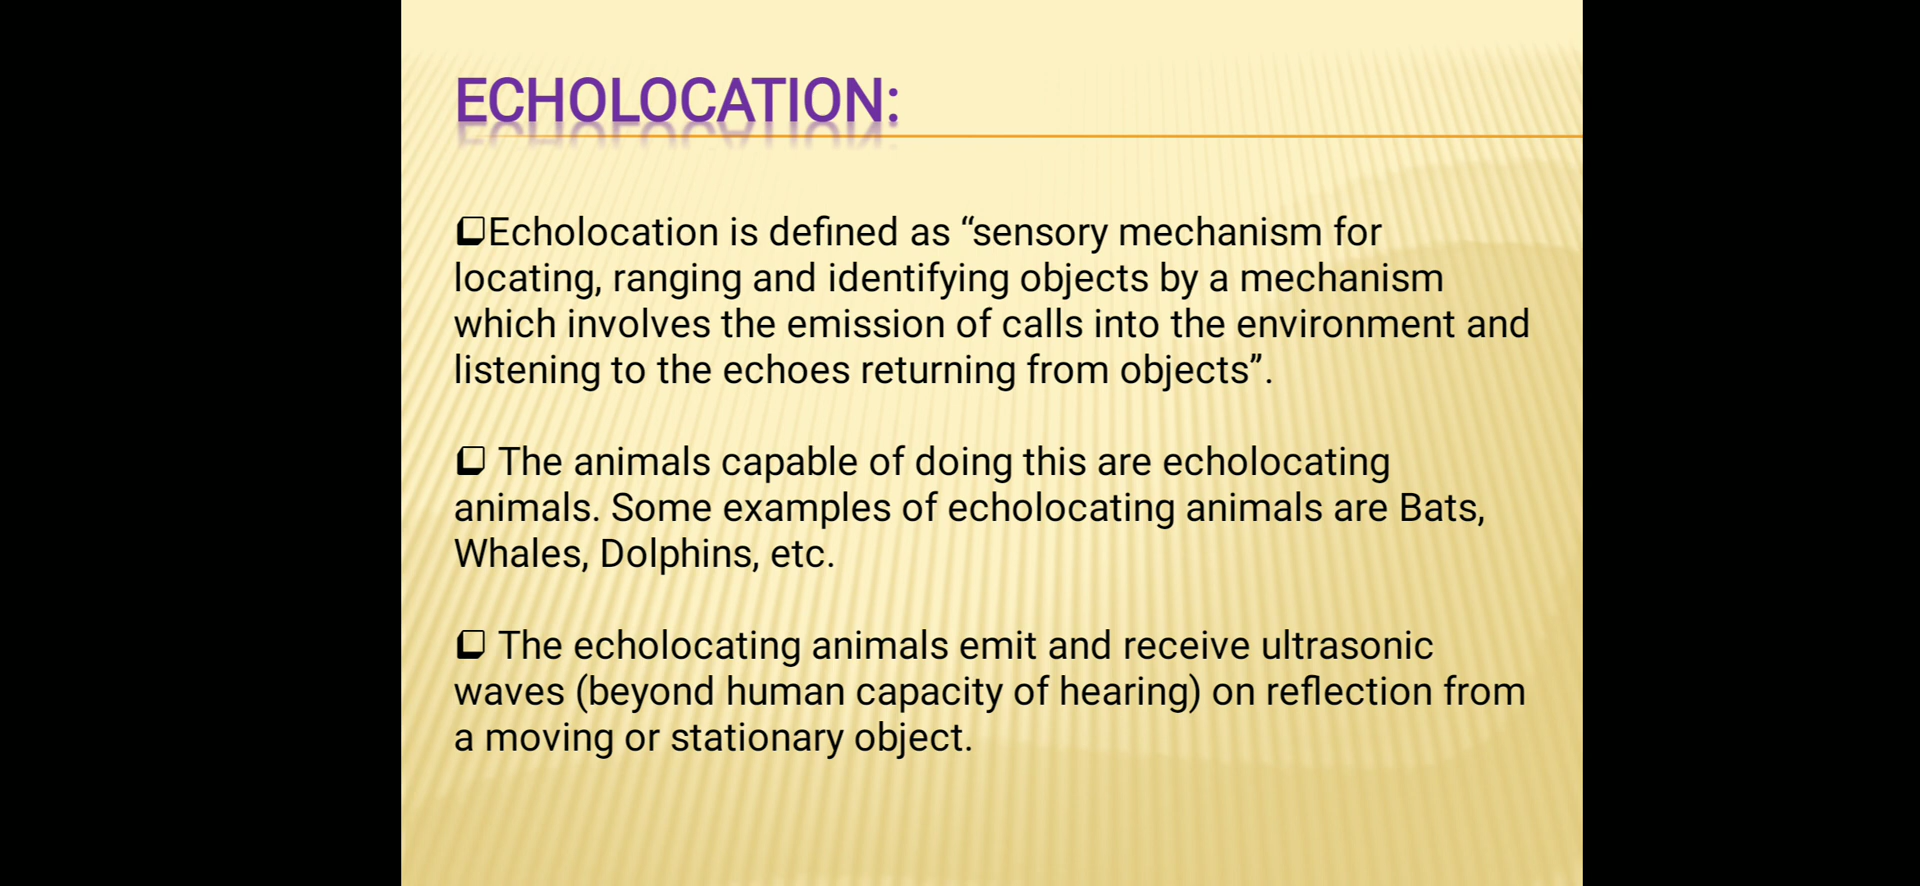 ECHOLOCATION:
❑Echolocation is defined as “sensory mechanism for
locating, ranging and identifying objects by a mechanism
which involves the emission of calls into the environment and
listening to the echoes returning from objects”.
❑ The animals capable of doing this are echolocating
animals. Some examples of echolocating animals are Bats,
Whales, Dolphins, etc.
❑ The echolocating animals emit and receive ultrasonic
waves (beyond human capacity of hearing) on reflection from
a moving or stationary object.